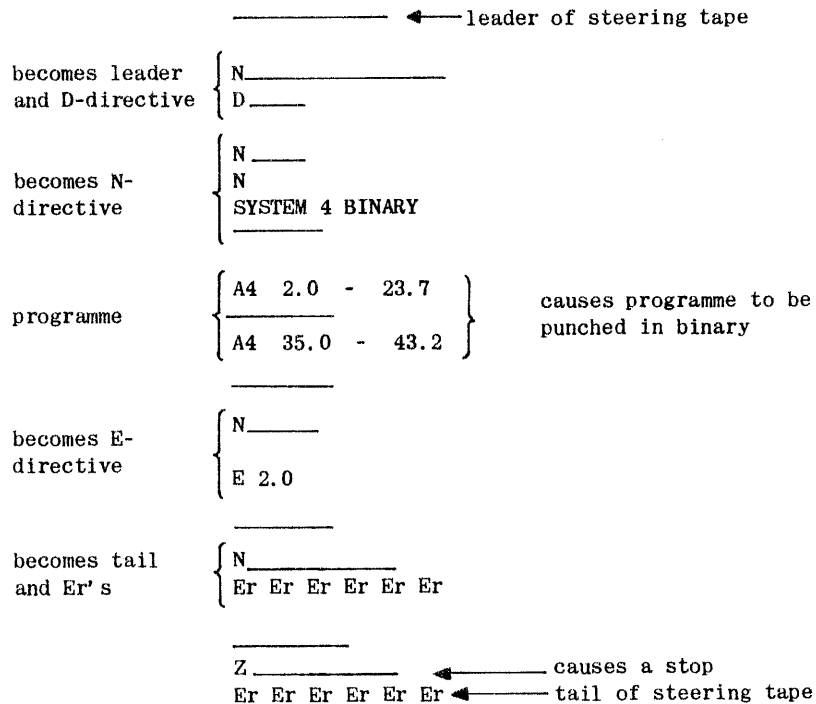 leader of steering tape
becomes leader N
and D-directive D
N
becomes N- N
directive SYSTEM 4 BINARY
A4 2.0 - 23.7 causes programme to be
programme punched in binary
A4 35.0 - 43.2
becomes E- N
directive E 2.0
becomes tail N
and Er's Er Er Er Er Er Er
Z causes a stop
Er Er Er Er Er Er tail of steering tape